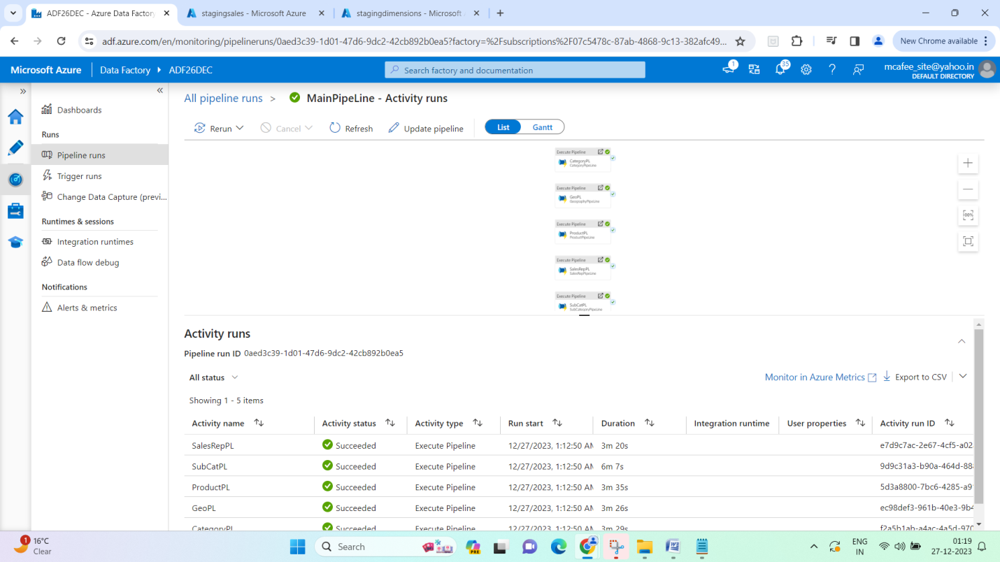 ADF26DEC - Azure Data Factory
stagingsales - Microsoft Azure
stagingdimensions - Microsoft
adf.azure.com/en/monitoring/pipelineruns/0aed3c39-1d01-47d6-9dc2-42cb892b0ea5?factory=%2Fsubscriptions%2F07c5478c-87ab-4868-9c13-382afc49...
New Chrome available
Microsoft Azure
Data Factory
ADF26DEC
Search factory and documentation
1
35
mcafee_site@yahoo.in
DEFAULT DIRECTORY
Dashboards
Runs
Pipeline runs
Trigger runs
Change Data Capture (previ...
Runtimes & sessions
Integration runtimes
Data flow debug
Notifications
Alerts & metrics
All pipeline runs > MainPipeLine - Activity runs
Rerun
Cancel
Refresh
Update pipeline
List
Gantt
Execute Pipeline
CategoryPL
CategoryPipeLine
Execute Pipeline
GeoPL
GeographyPipeLine
Execute Pipeline
ProductPL
ProductPipeLine
Execute Pipeline
SalesRepPL
SalesRepPipeLine
Execute Pipeline
SubCatPL
SubCategoryPipeLine
100%
Activity runs
Pipeline run ID 0aed3c39-1d01-47d6-9dc2-42cb892b0ea5
All status
Monitor in Azure Metrics
Export to CSV
Showing 1 - 5 items
Activity name Activity status Activity type Run start Duration Integration runtime User properties Activity run ID
SalesRepPL Succeeded Execute Pipeline 12/27/2023, 1:12:50 AM 3m 20s e7d9c7ac-2e67-4cf5-a02
SubCatPL Succeeded Execute Pipeline 12/27/2023, 1:12:50 AM 6m 7s 9d9c31a3-b90a-464d-88
ProductPL Succeeded Execute Pipeline 12/27/2023, 1:12:50 AM 3m 35s 5d3a8800-7bc6-4285-a9
GeoPL Succeeded Execute Pipeline 12/27/2023, 1:12:50 AM 3m 26s ec98def3-961b-40e3-9b4
CategoryPL Succeeded Execute Pipeline 12/27/2023, 1:12:50 AM 3m 29s f2a5b1ab-a4ac-4a5d-970
1
16°C
Clear
Search
PRE
ENG
IN
01:19
27-12-2023